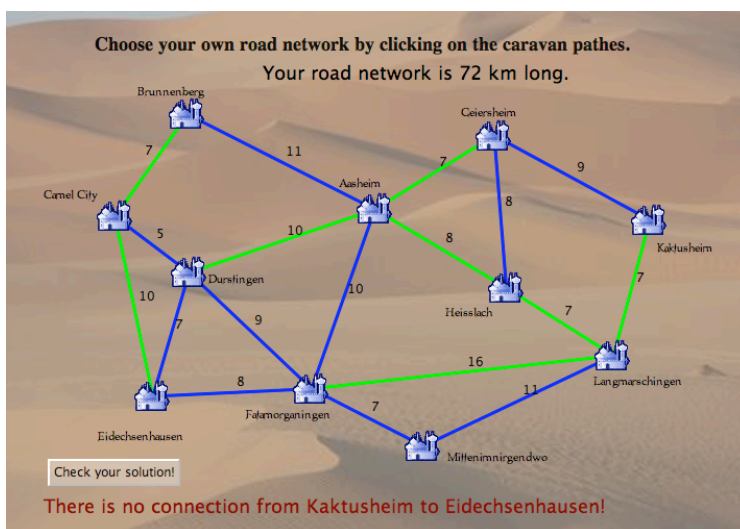 Choose your own road network by clicking on the caravan pathes.
Your road network is 72 km long.
Brunnenberg
Geiersheim
7
11
Aasheim
7
9
Camel City
8
5
10
8
Kaktusheim
Durstingen
7
10
10
7
9
Heisslach
7
16
Langmarschingen
8
11
Fatamorganingen
7
Eidechsenhausen
Mittenimnirgendwo
Check your solution!
There is no connection from Kaktusheim to Eidechsenhausen!